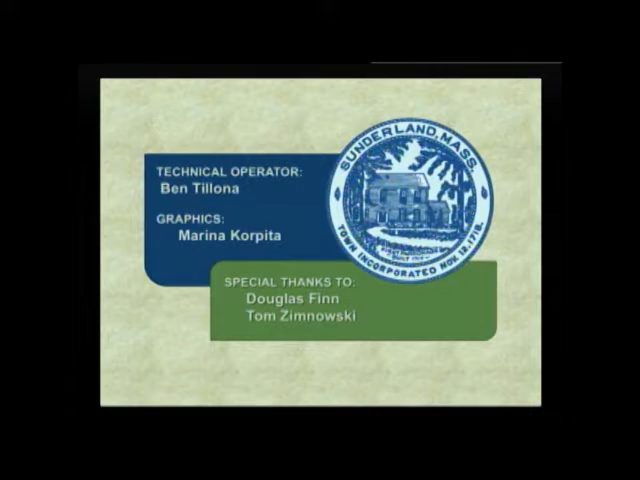 TECHNICAL OPERATOR:
Ben Tillona
GRAPHICS:
Marina Korpita
SUNDERLAND, MASS.
TOWN INCORPORATED NOV. 12, 1718.
SPECIAL THANKS TO:
Douglas Finn
Tom Zimnowski